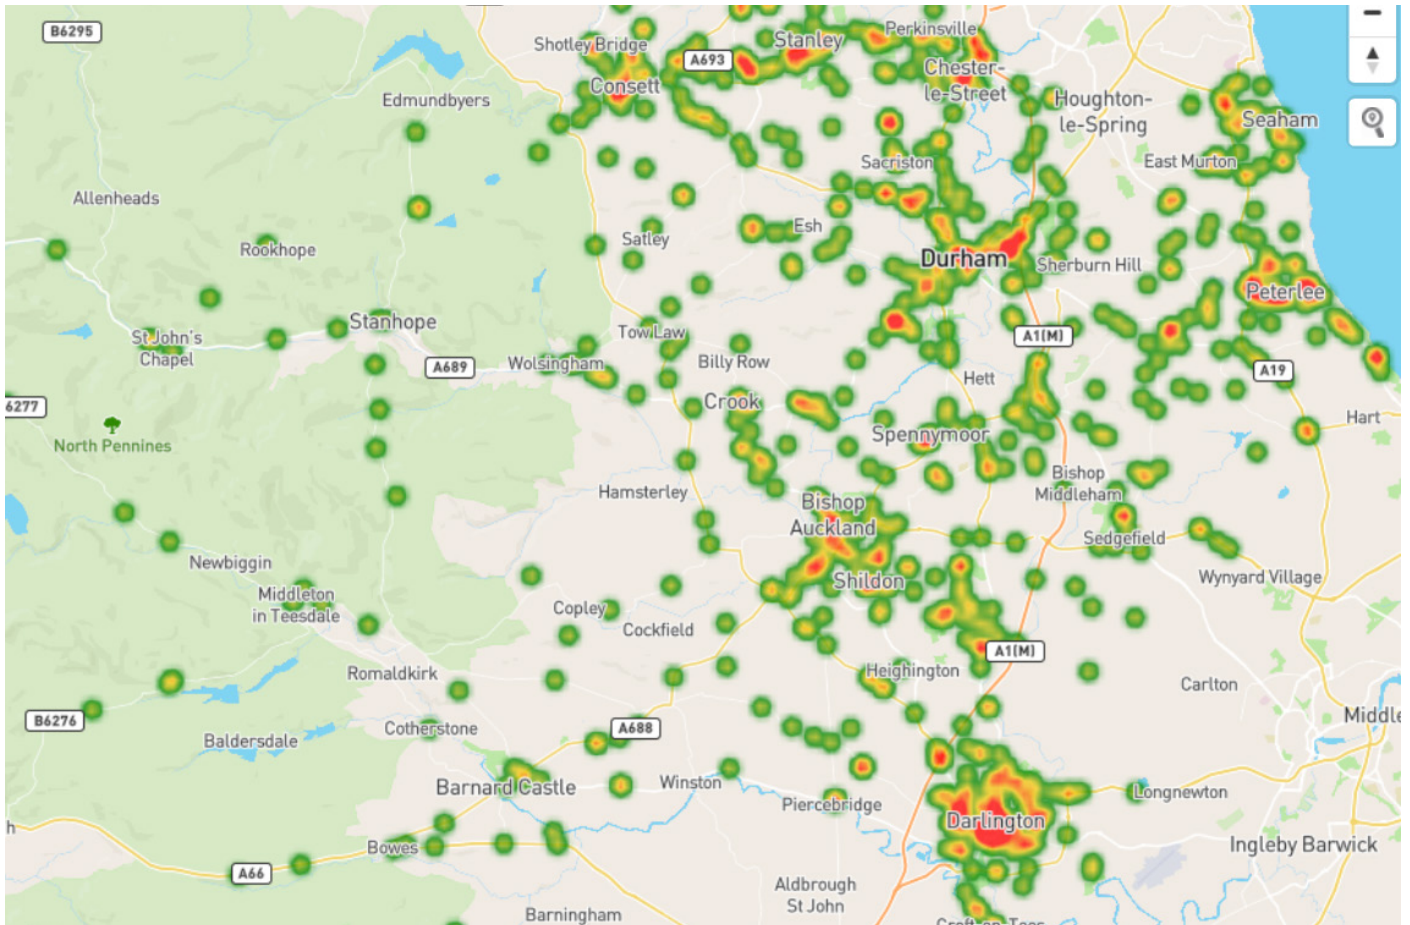 B6295
Shotley Bridge
Stanley
Perkinsville
A693
Consett
Chester-
le-Street
Edmundbyers
Houghton-
le-Spring
Seaham
Sacriston
East Murton
Allenheads
Esh
Rookhope
Satley
Durham
Sherburn Hill
Peterlee
Stanhope
St John's
Chapel
Tow Law
A1(M)
A689
Wolsingham
Billy Row
Hett
A19
6277
Crook
Hart
North Pennines
Spennymoor
Hamsterley
Bishop
Middleham
Bishop
Auckland
Sedgefield
Newbiggin
Shildon
Wynyard Village
Middleton
in Teesdale
Copley
Cockfield
A1(M)
Romaldkirk
Heighington
Carlton
B6276
Cotherstone
A688
Middle
Baldersdale
Barnard Castle
Winston
Piercebridge
Longnewton
Darlington
h
Bowes
Ingleby Barwick
A66
Aldbrough
St John
Barningham
Croft-on-Tees